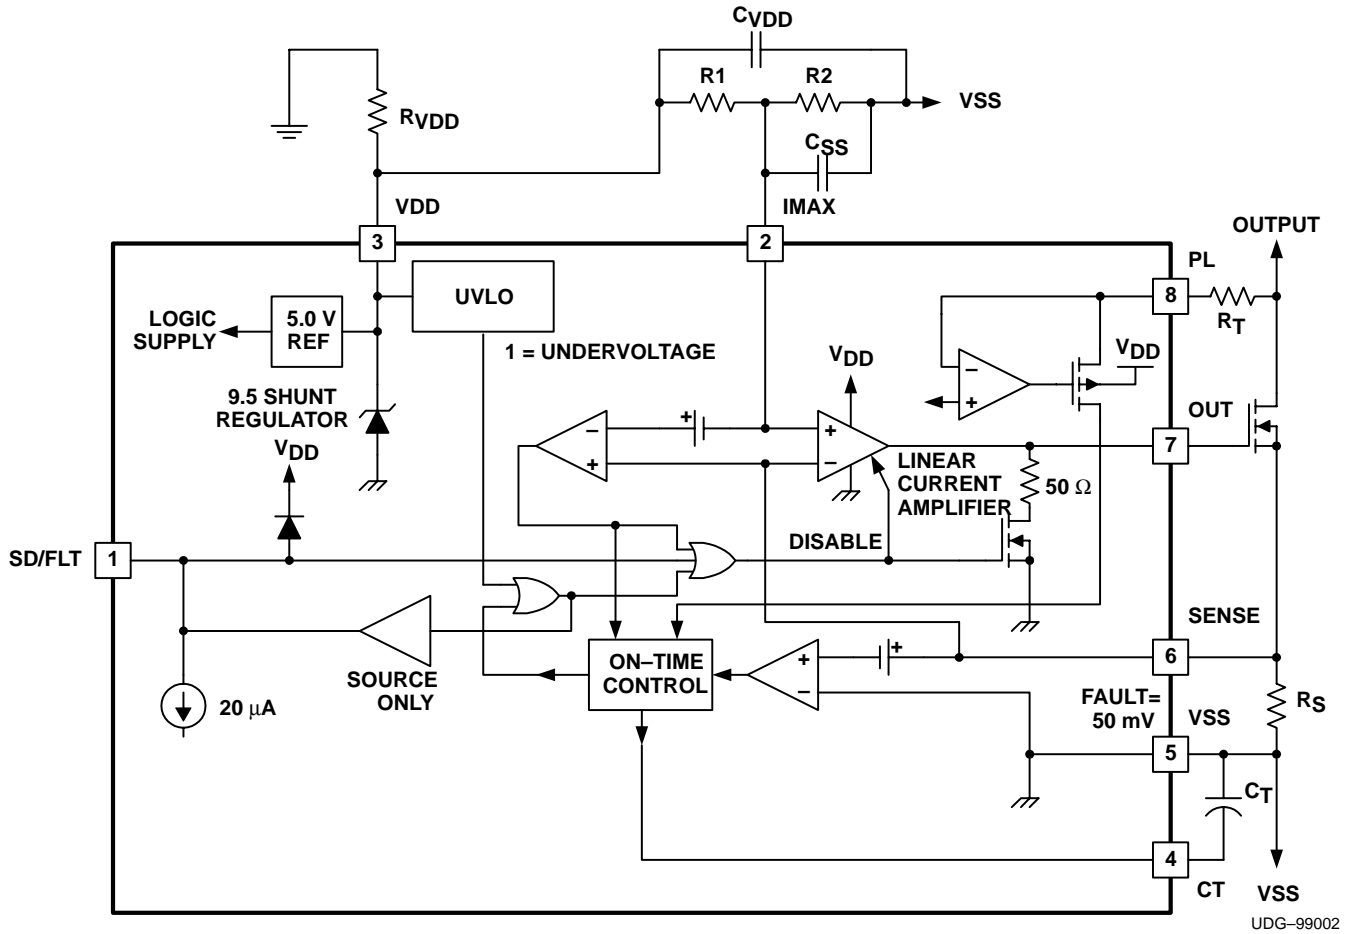 CVDD
R1
R2
VSS
RVDD
CSS
VDD
IMAX
3
2
OUTPUT
PL
8
RT
UVLO
LOGIC
SUPPLY
5.0 V
REF
1 = UNDERVOLTAGE
VDD
VDD
9.5 SHUNT
REGULATOR
VDD
+
–
+
+
–
–
+
OUT
7
LINEAR
CURRENT
AMPLIFIER
50 Ω
SD/FLT
1
DISABLE
SENSE
6
SOURCE
ONLY
ON–TIME
CONTROL
+
–
+
FAULT=
50 mV
VSS
5
RS
20 µA
CT
4
CT
VSS
UDG–99002